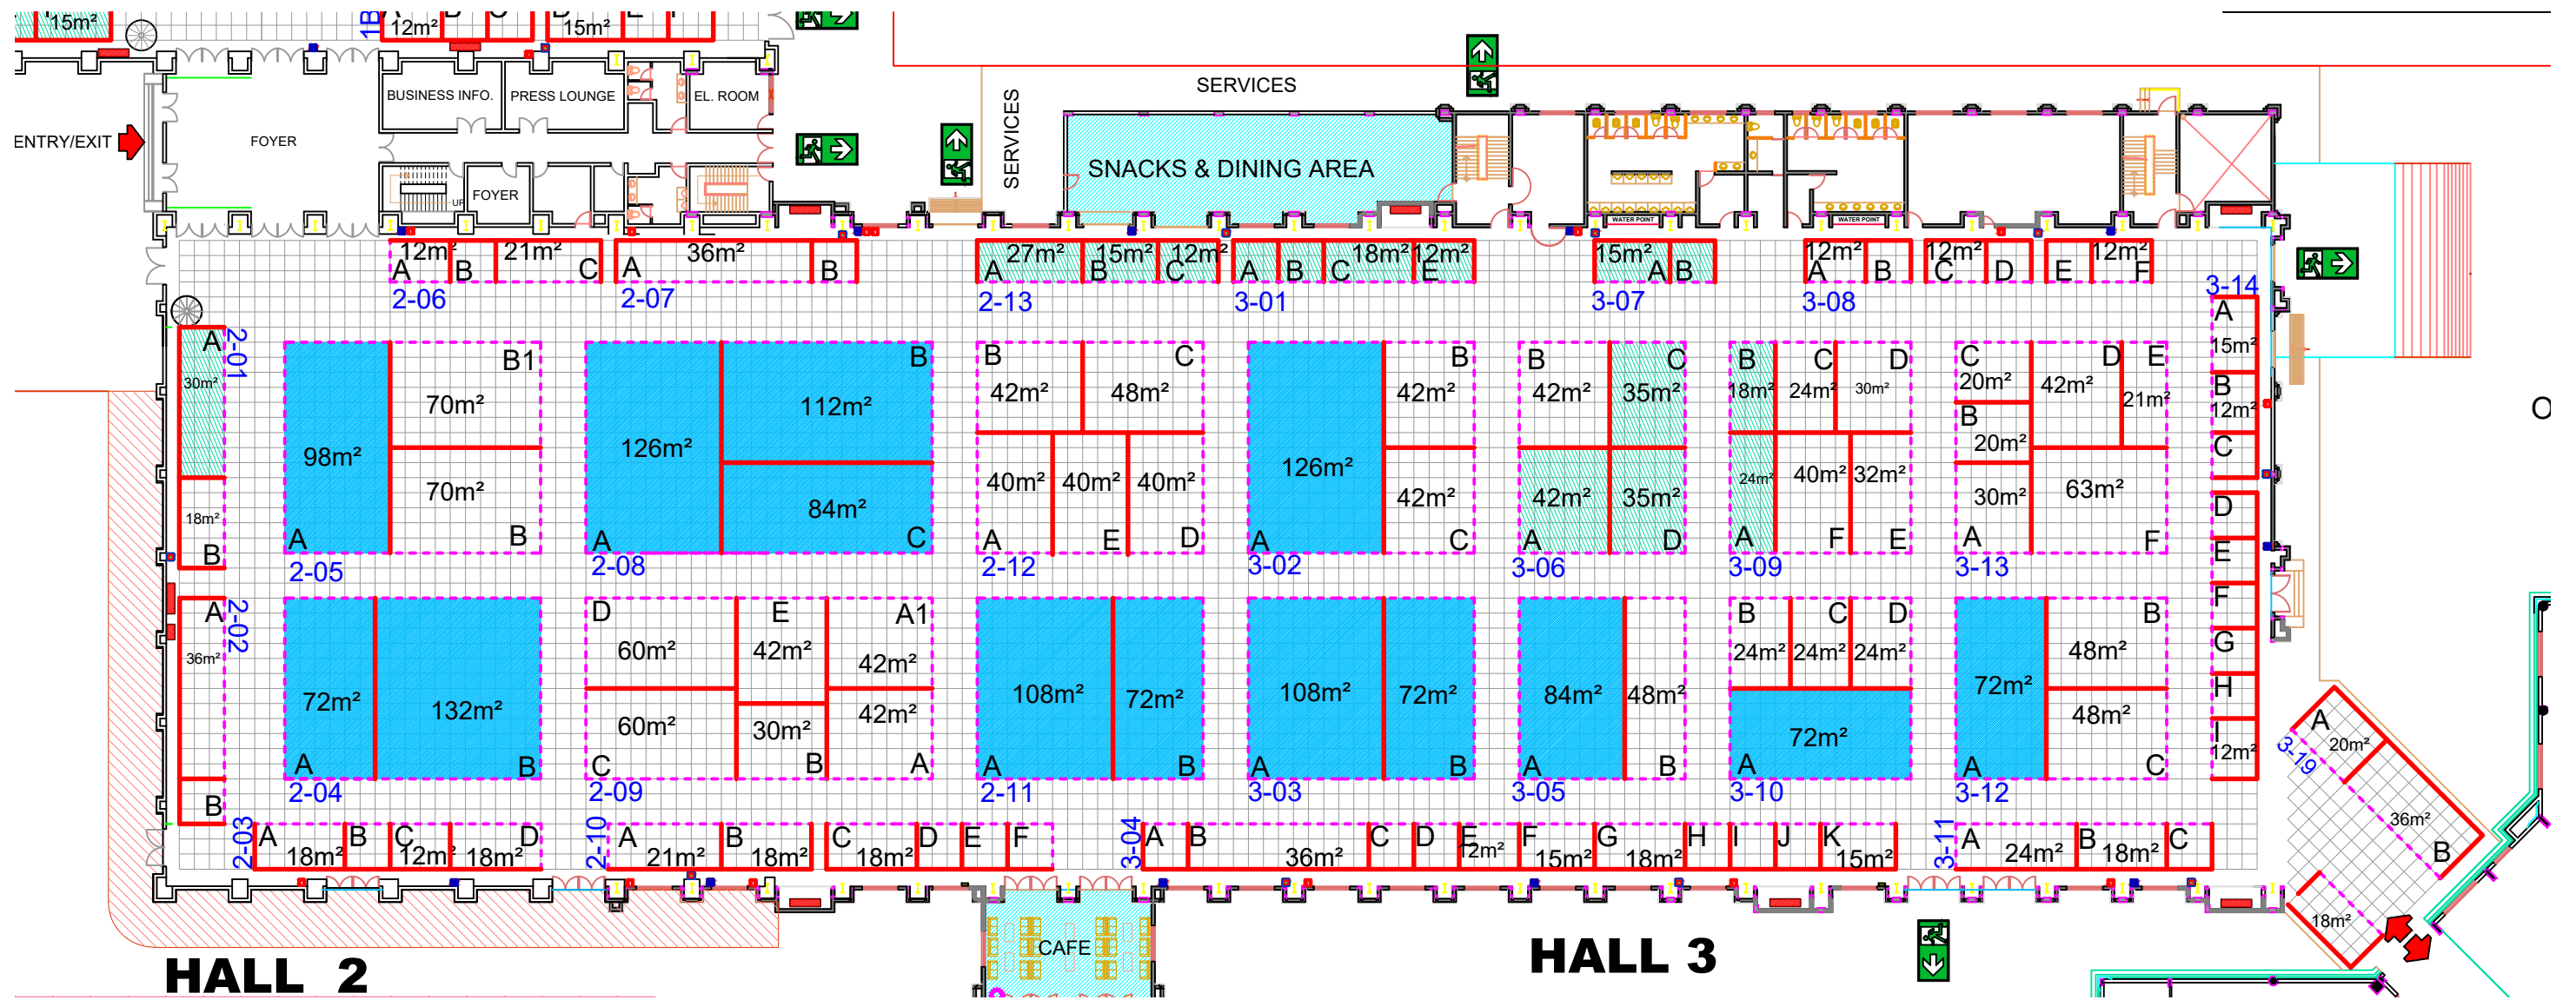 15m²
1B
A
12m²
B
C
D
15m²
E
F
BUSINESS INFO.
PRESS LOUNGE
EL. ROOM
ENTRY/EXIT
FOYER
FOYER
UP
SERVICES
SERVICES
SNACKS & DINING AREA
WATER POINT
WATER POINT
12m²
A
B
21m²
C
2-06
A
36m²
B
2-07
A
27m²
B
15m²
C
12m²
2-13
A
B
C
18m²
12m²
E
3-01
15m²
A
B
3-07
12m²
A
B
3-08
12m²
C
D
E
12m²
F
3-14
A
15m²
B
12m²
C
D
E
F
G
H
I
12m²
A
2-01
30m²
18m²
B
98m²
A
2-05
B1
70m²
70m²
B
126m²
A
2-08
B
112m²
84m²
C
B
42m²
C
48m²
40m²
A
40m²
E
40m²
D
2-12
126m²
A
3-02
B
42m²
42m²
C
B
42m²
C
35m²
42m²
A
35m²
D
3-06
B
18m²
C
24m²
D
30m²
24m²
A
40m²
F
32m²
E
3-09
C
20m²
B
20m²
30m²
A
D
42m²
E
21m²
63m²
F
3-13
O
A
2-02
36m²
B
72m²
A
132m²
B
2-04
D
60m²
E
42m²
A1
42m²
60m²
C
30m²
B
42m²
A
2-09
108m²
A
72m²
B
2-11
108m²
A
72m²
B
3-03
84m²
A
48m²
B
3-05
B
24m²
C
24m²
D
24m²
72m²
A
3-10
72m²
A
B
48m²
48m²
C
3-12
A
20m²
3-19
36m²
B
18m²
2-03
A
18m²
B
C
12m²
18m²
D
2-10
A
21m²
B
18m²
C
18m²
D
E
F
3-04
A
B
36m²
C
D
E
12m²
F
15m²
G
18m²
H
I
J
K
15m²
3-11
A
24m²
B
18m²
C
CAFE
HALL 2
HALL 3